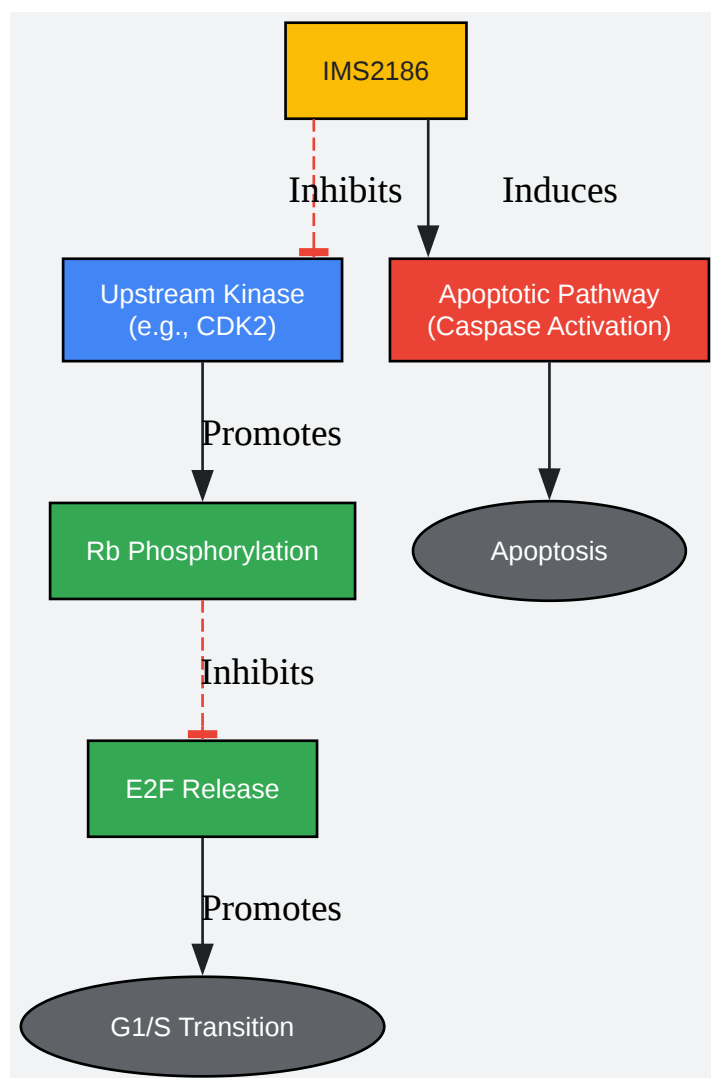 IMS2186
Inhibits
Induces
Upstream Kinase
(e.g., CDK2)
Apoptotic Pathway
(Caspase Activation)
Promotes
Rb Phosphorylation
Apoptosis
Inhibits
E2F Release
Promotes
G1/S Transition